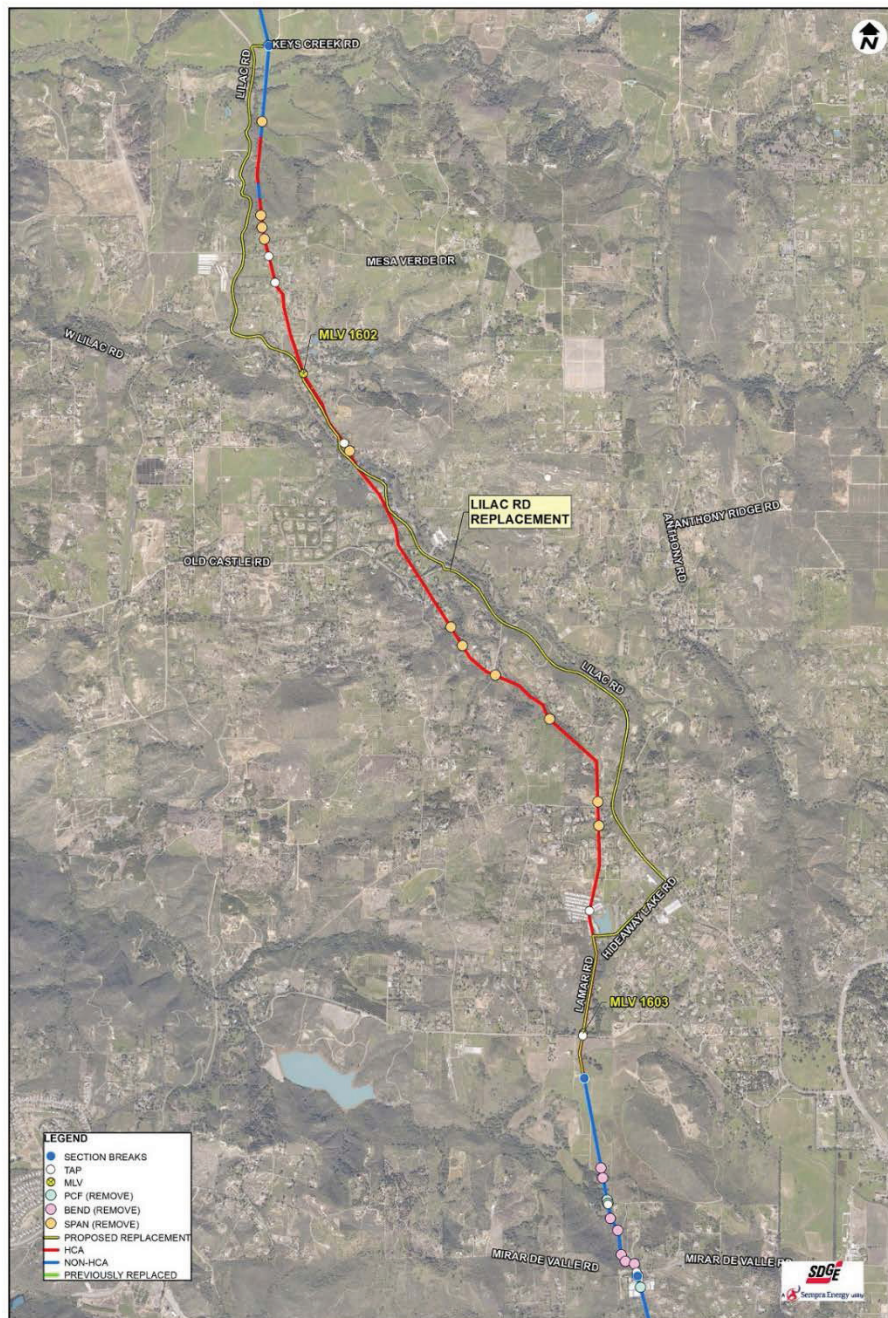 KEYS CREEK RD
N
LILAC RD
MESA VERDE DR
W LILAC RD
MLV 1602
LILAC RD
REPLACEMENT
ANTHONY RIDGE RD
ANTHONY RD
OLD CASTLE RD
LILAC RD
HIDEAWAY LAKE RD
LAMAR RD
MLV 1603
LEGEND
SECTION BREAKS
TAP
MLV
PCF (REMOVE)
BEND (REMOVE)
SPAN (REMOVE)
PROPOSED REPLACEMENT
HCA
NON-HCA
PREVIOUSLY REPLACED
MIRAR DE VALLE RD
MIRAR DE VALLE RD
SDGE
A Sempra Energy utility